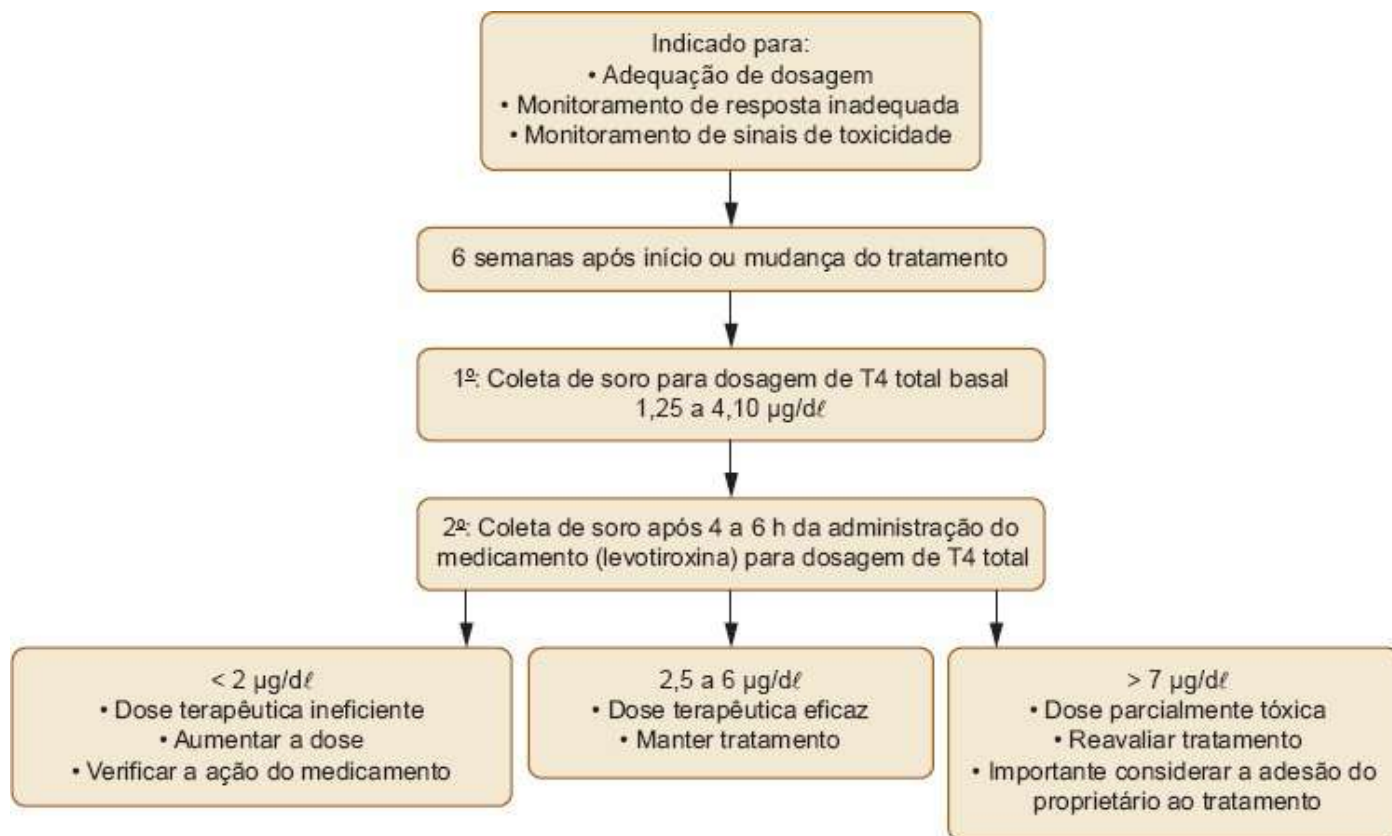 Indicado para:
• Adequação de dosagem
• Monitoramento de resposta inadequada
• Monitoramento de sinais de toxicidade
6 semanas após início ou mudança do tratamento
1º: Coleta de soro para dosagem de T4 total basal
1,25 a 4,10 µg/dℓ
2º: Coleta de soro após 4 a 6 h da administração do
medicamento (levotiroxina) para dosagem de T4 total
< 2 µg/dℓ
• Dose terapêutica ineficiente
• Aumentar a dose
• Verificar a ação do medicamento
2,5 a 6 µg/dℓ
• Dose terapêutica eficaz
• Manter tratamento
> 7 µg/dℓ
• Dose parcialmente tóxica
• Reavaliar tratamento
• Importante considerar a adesão do
proprietário ao tratamento